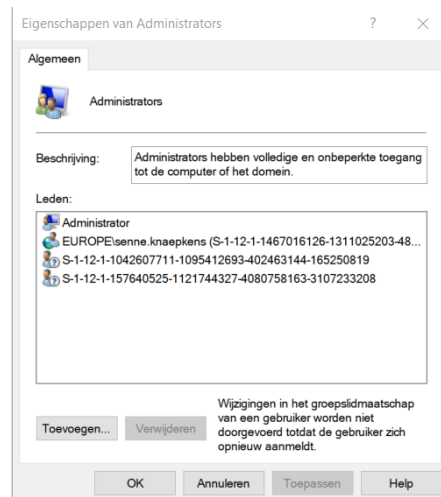 Eigenschappen van Administrators
Algemeen
Administrators
Beschrijving:
Administrators hebben volledige en onbeperkte toegang
tot de computer of het domein.
Leden:
Administrator
EUROPE\senne.knaepkens (S-1-12-1-1467016126-1311025203-48...
S-1-12-1-1042607711-1095412693-402463144-165250819
S-1-12-1-157640525-1121744327-4080758163-3107233208
Toevoegen...
Verwijderen
Wijzigingen in het groepslidmaatschap
van een gebruiker worden niet
doorgevoerd totdat de gebruiker zich
opnieuw aanmeldt.
OK
Annuleren
Toepassen
Help